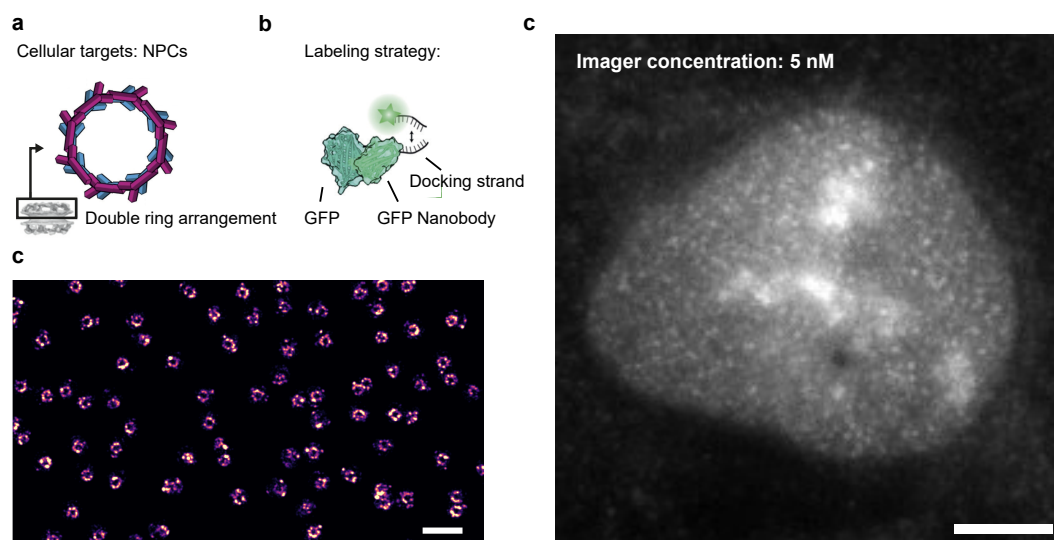 a
Cellular targets: NPCs
Double ring arrangement
b
Labeling strategy:
Docking strand
GFP
GFP Nanobody
c
c
Imager concentration: 5 nM